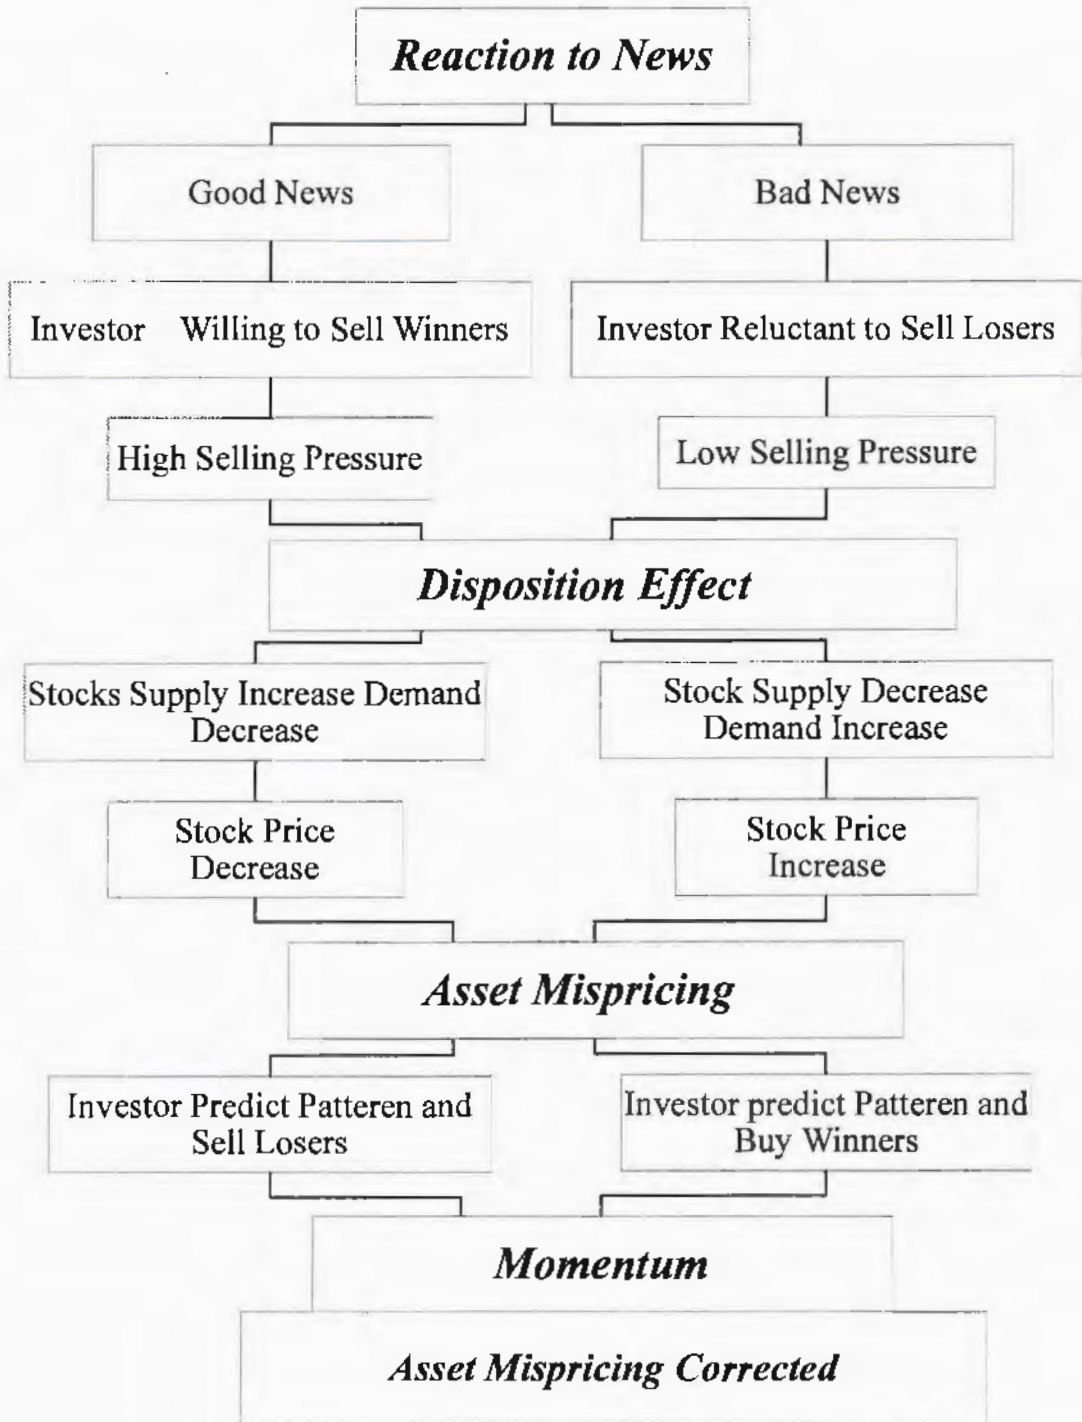 Reaction to News
Good News
Bad News
Investor Willing to Sell Winners
Investor Reluctant to Sell Losers
High Selling Pressure
Low Selling Pressure
Disposition Effect
Stocks Supply Increase Demand
Decrease
Stock Supply Decrease
Demand Increase
Stock Price
Decrease
Stock Price
Increase
Asset Mispricing
Investor Predict Patteren and
Sell Losers
Investor predict Patteren and
Buy Winners
Momentum
Asset Mispricing Corrected